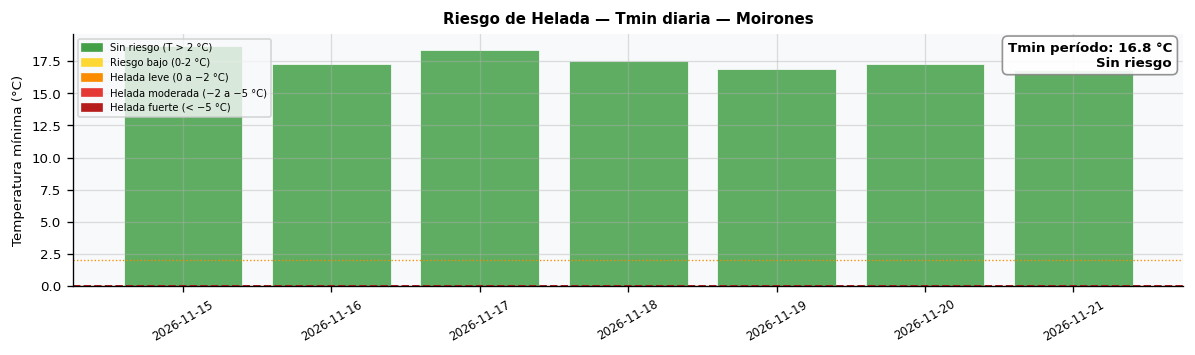 Riesgo de Helada — Tmin diaria — Moirones
Temperatura mínima (°C)
17.5
15.0
12.5
10.0
7.5
5.0
2.5
0.0
Sin riesgo (T > 2 °C)
Riesgo bajo (0-2 °C)
Helada leve (0 a −2 °C)
Helada moderada (−2 a −5 °C)
Helada fuerte (< −5 °C)
Tmin período: 16.8 °C
Sin riesgo
2026-11-15
2026-11-16
2026-11-17
2026-11-18
2026-11-19
2026-11-20
2026-11-21